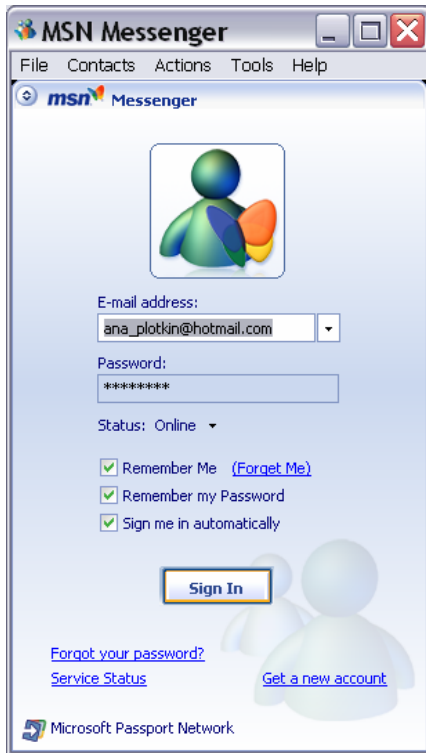 MSN Messenger
File Contacts Actions Tools Help
msn Messenger
E-mail address:
ana_plotkin@hotmail.com
Password:
********
Status: Online
Remember Me (Forget Me)
Remember my Password
Sign me in automatically
Sign In
Forgot your password?
Service Status Get a new account
Microsoft Passport Network